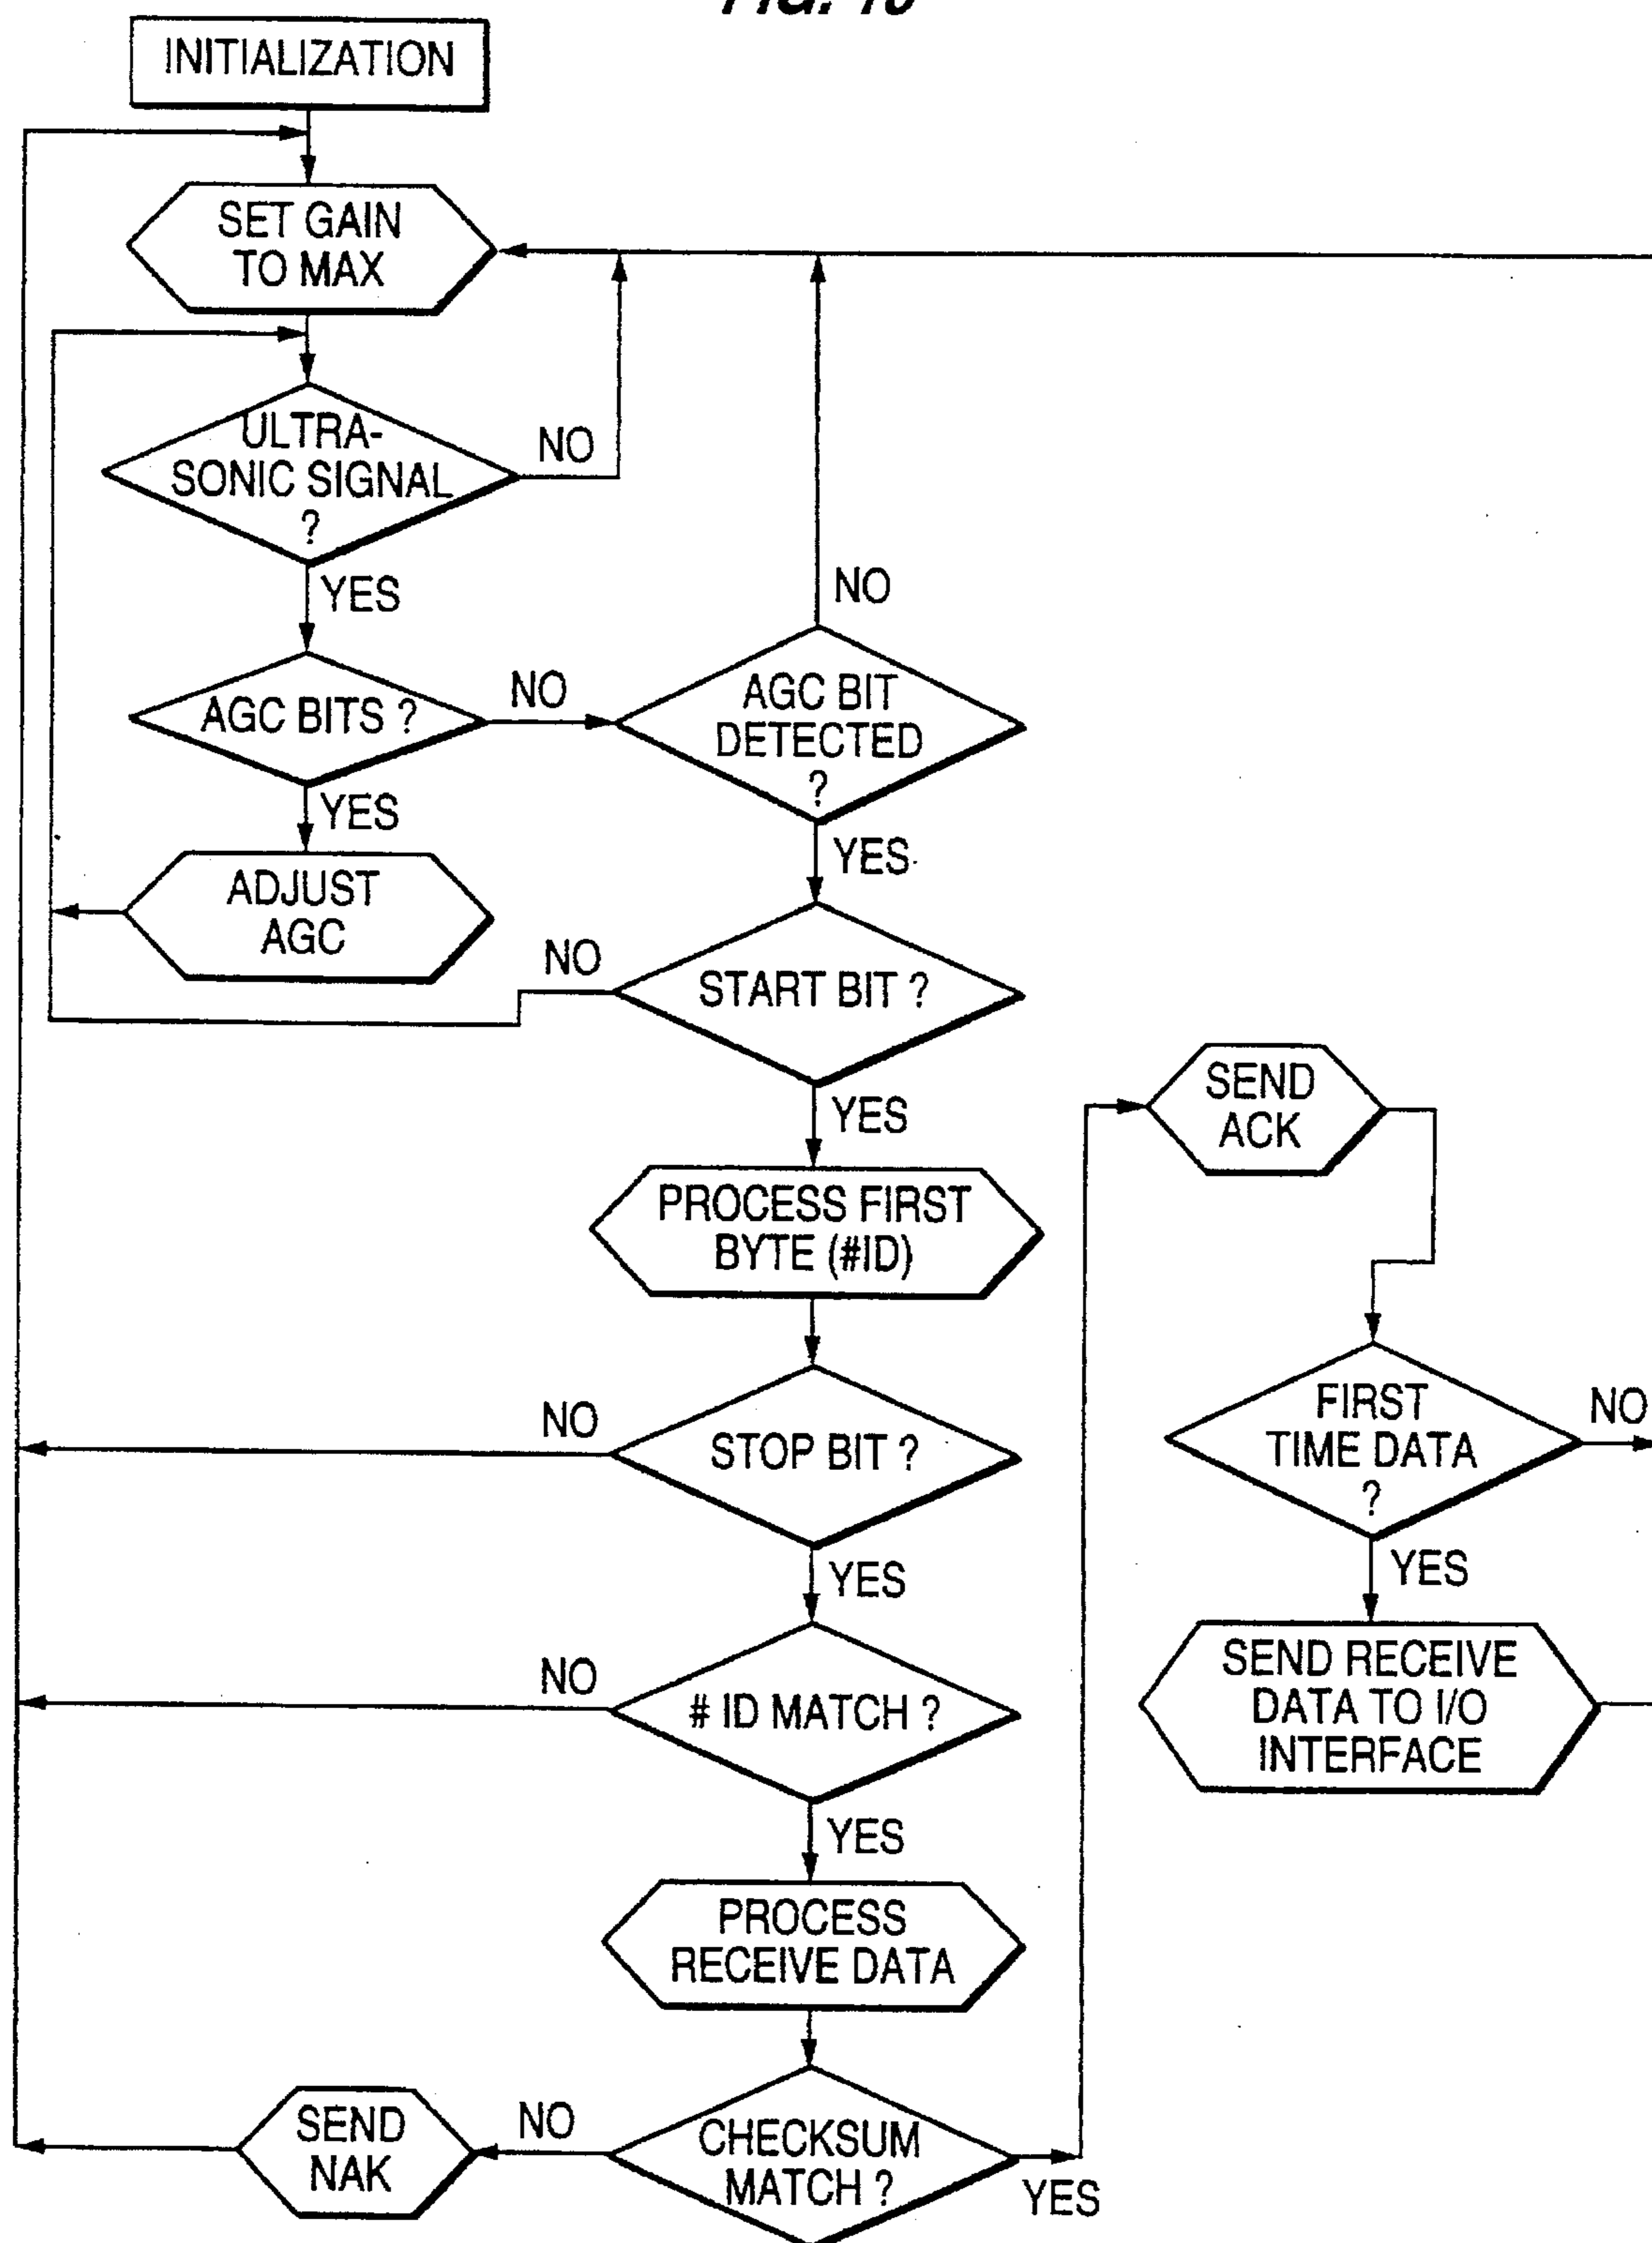 INITIALIZATION
SET GAIN
TO MAX
ULTRA-
SONIC SIGNAL
?
NO
YES
AGC BITS ?
NO
YES
ADJUST
AGC
NO
AGC BIT
DETECTED
?
YES
START BIT ?
NO
YES
PROCESS FIRST
BYTE (#ID)
STOP BIT ?
NO
YES
# ID MATCH ?
NO
YES
PROCESS
RECEIVE DATA
CHECKSUM
MATCH ?
NO
YES
SEND
NAK
SEND
ACK
FIRST
TIME DATA
?
NO
YES
SEND RECEIVE
DATA TO I/O
INTERFACE